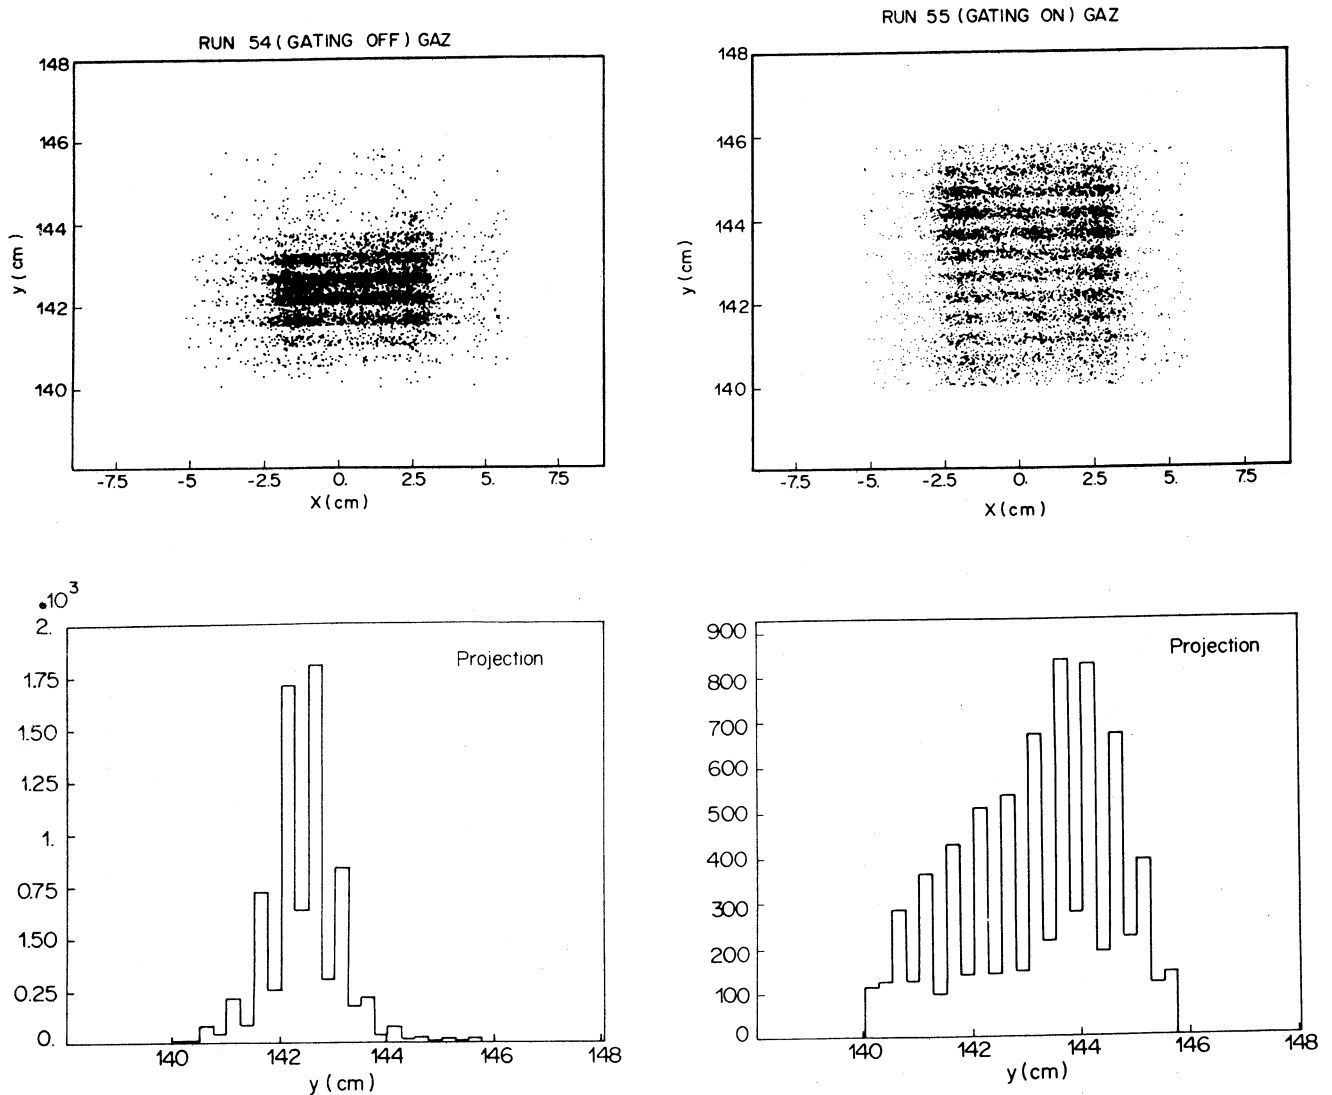 RUN 54 (GATING OFF) GAZ
148
146
144
142
140
y (cm)
-7.5 -5 -2.5 0. 2.5 5. 7.5
X (cm)
RUN 55 (GATING ON) GAZ
148
146
144
142
140
y (cm)
-7.5 -5. -2.5 0. 2.5 5. 7.5
X (cm)
•10³
2.
1.75
1.50
1.25
1.
0.75
1.50
0.25
0.
Projection
140 142 144 146 148
y (cm)
900
800
700
600
500
400
300
200
100
0
Projection
140 142 144 146 148
y (cm)